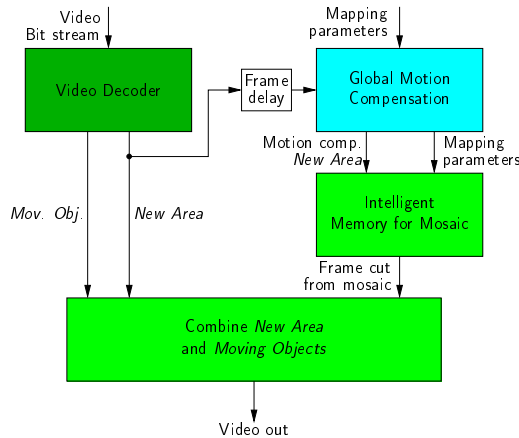 Video
Bit stream
Mapping
parameters
Video Decoder
Frame
delay
Global Motion
Compensation
Motion comp.
New Area
Mapping
parameters
Mov. Obj.
New Area
Intelligent
Memory for Mosaic
Frame cut
from mosaic
Combine New Area
and Moving Objects
Video out